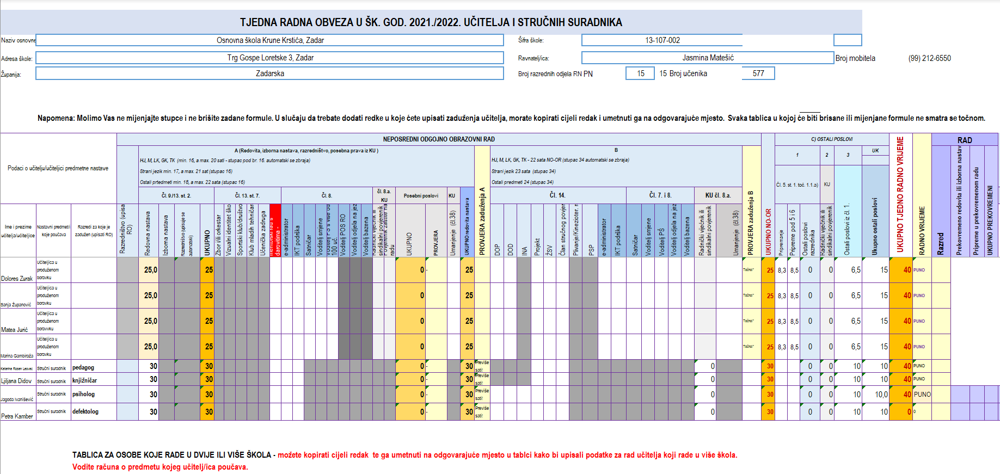 TJEDNA RADNA OBVEZA U ŠK. GOD. 2021./2022. UČITELJA I STRUČNIH SURADNIKA
Naziv osnovne Osnovna škola Krune Krstića, Zadar Šifra škole: 13-107-002
Adresa škole: Trg Gospe Loretske 3, Zadar Ravnatelj/ica: Jasmina Matešić Broj mobitela (99) 212-6550
Županija: Zadarska Broj razrednih odjela RN PN 15 15 Broj učenika 577
Napomena: Molimo Vas ne mijenjajte stupce i ne brišite zadane formule. U slučaju da trebate dodati redke u koje ćete upisati zaduženja učitelja, morate kopirati cijeli redak i umetnuti ga na odgovarajuće mjesto. Svaka tablica u kojoj će biti brisane ili mijenjane formule ne smatra se točnom.
NEPOSREDNI ODGOJNO OBRAZOVNI RAD C) OSTALI POSLOVI RAD
Podaci o učitelju/učiteljici predmetne nastave
A (Redovita, izborna nastava, razredništvo, posebna prava iz KU )
HJ, M, LK, GK, TK (min. 16, a max. 20 sati - stupac pod br. 16. automatski se zbraja)
Strani jezik min. 17, a max. 21 sat (stupac 16)
Ostali prtedmeti min. 18, a max. 22 sata (stupac 16)
PROVJERA zaduženja A
B
HJ, M, LK, GK, TK - 22 sata NO-OR (stupac 34 automatski se zbraja)
Strani jezik 23 sata (stupac 34)
Ostali predmeti 24 (stupac 34)
PROVJERA zaduženja B
UKUPNO NO-OR
1 2 3 UK
Čl. 5. st. 1. toč. 1.1.a) KU
UKUPNO TJEDNO RADNO VRIJEME
RADNO VRIJEME
Čl. 9./13. st. 2. Čl. 13. st. 7. Čl. 8. čl. 8.a. KU Posebni poslovi KU Čl. 14. Čl. 7. i 8. KU čl. 8.a.
Ime i prezime učitelja/učiteljice
Nastavni predmet/i koje poučava
Razredi za koje je zadužen (upisati RO)
Razredništvo (upisa RO)
Redovna nastava
Izborna nastava
Razredništvo (upisuje se automatski)
UKUPNO
Zbor i/ili orkestar
Vizualni identitet ško
Sportski klub/društvo
Klub mladih tehničar
Učenička zadruga
mentorski rad s darovitima -
e-administrator
IKT podrška
Satničar
Voditelj smjene
Voditelj PŠ više od 100 uč.
Voditelj POS RO
Voditelj odjela na jez
Voditelj bazena
Radnički vijećnik ili sindikalni povjerenik
Povjerenik zaštite na radu
UKUPNO
PROVJERA
Umanjenje (čl.38)
UKUPNO redovita nastava
DOP
DOD
INA
Projekt
ŽSV
Član stručnog povjer
Plivanje/Kinezioter. r
PSP
e-administrator
IKT podrška
Satničar
Voditelj smjene
Voditelj PŠ
Voditelj odjela na jez
Voditelj bazena
Radnički vijećnik ili sindikalni povjerenik
Umanjenje (čl.38)
Pripremanje
Pripreme pod 5 i 6
Ostali poslovi razrednika
Radnički vijećnik ili sindikalni povjerenik
Ostali poslovi iz čl. 1.
Ukupno ostali poslovi
Razred
Prekovremeno redovita ili izborna nastav
Pripreme u prekovremenom radu
UKUPNO PREKOVREMENI
Dolores Zurak Učiteljica u produženom boravku 25,0 25 0 - 25 Točno!" 25 8,3 8,5 0 0 6,5 15 40 PUNO
Sanja Županović Učiteljica u produženom boravku 25,0 25 0 25 Točno!" 25 8,3 8,5 0 0 6,5 15 40 PUNO
Matea Jurić Učiteljica u produženom boravvku 25,0 25 0 25 Točno!" 25 8,3 8,5 0 0 6,5 15 40 PUNO
Marina Gambiraža Učiteljica u produženom boravku 25,0 25 0 25 Točno!" 25 8,3 8,5 0 0 6,5 15 40 PUNO
Katarina Rosan Leovac Stručni suradnik pedagog 30 30 0 - 30 Previše sati! 0 30 0 0 10 10 40 PUNO
Ljiljana Didov Stručni suradnik knjižničar 30 30 0 - 30 Previše sati! 0 30 0 0 10 10 40 PUNO
Jagoda Ivanišević Stručni suradnik psiholog 30 30 0 - 30 Previše sati! 0 30 0 0 10 10,0 40 PUNO
Petra Kamber Stručni suradnik defektolog 30 30 0 - 30 Previše sati! 0 30 0 0 10 10 0 0
TABLICA ZA OSOBE KOJE RADE U DVIJE ILI VIŠE ŠKOLA - možete kopirati cijeli redak te ga umetnuti na odgovarajuće mjesto u tablci kako bi upisali podatke za rad učitelja koji rade u više škola.
Vodite računa o predmetu kojeg učitelj/ica poučava.